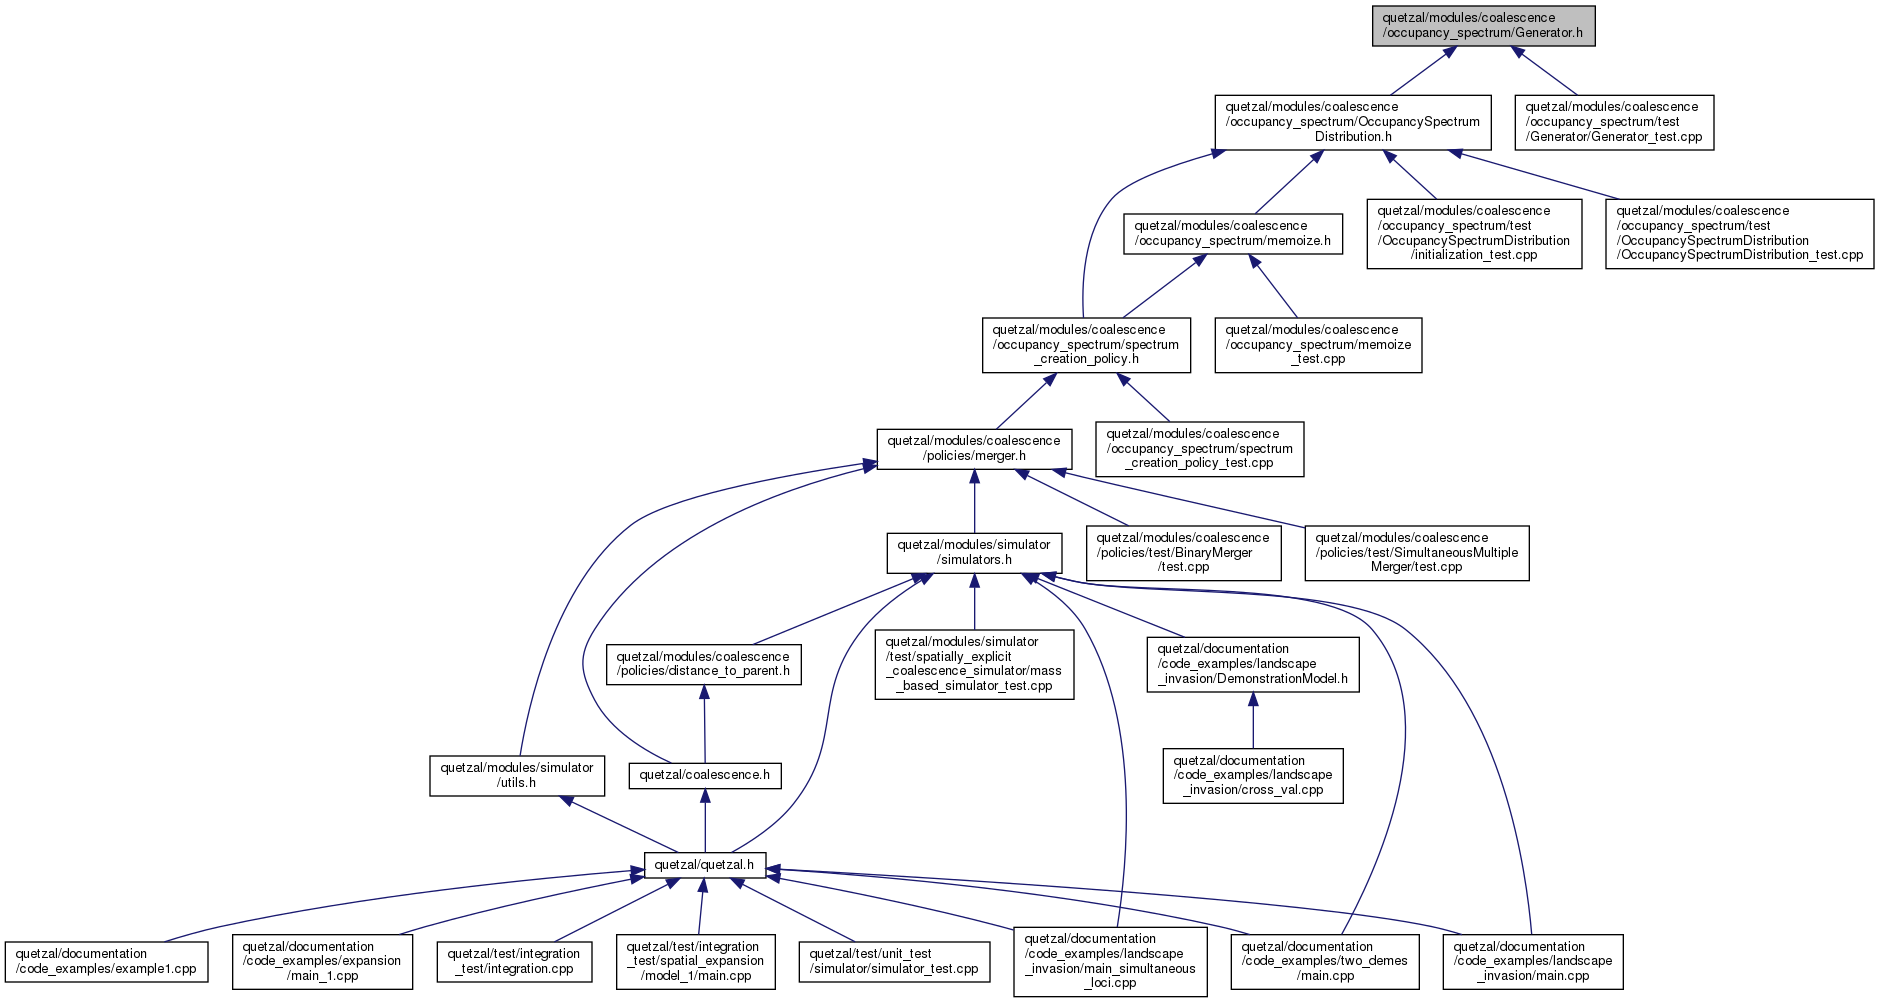 quetzal/modules/coalescence
/occupancy_spectrum/Generator.h
quetzal/modules/coalescence
/occupancy_spectrum/OccupancySpectrum
Distribution.h
quetzal/modules/coalescence
/occupancy_spectrum/test
/Generator/Generator_test.cpp
quetzal/modules/coalescence
/occupancy_spectrum/memoize.h
quetzal/modules/coalescence
/occupancy_spectrum/test
/OccupancySpectrumDistribution
/initialization_test.cpp
quetzal/modules/coalescence
/occupancy_spectrum/test
/OccupancySpectrumDistribution
/OccupancySpectrumDistribution_test.cpp
quetzal/modules/coalescence
/occupancy_spectrum/spectrum
_creation_policy.h
quetzal/modules/coalescence
/occupancy_spectrum/memoize
_test.cpp
quetzal/modules/coalescence
/policies/merger.h
quetzal/modules/coalescence
/occupancy_spectrum/spectrum
_creation_policy_test.cpp
quetzal/modules/simulator
/simulators.h
quetzal/modules/coalescence
/policies/test/BinaryMerger
/test.cpp
quetzal/modules/coalescence
/policies/test/SimultaneousMultiple
Merger/test.cpp
quetzal/modules/coalescence
/policies/distance_to_parent.h
quetzal/modules/simulator
/test/spatially_explicit
_coalescence_simulator/mass
_based_simulator_test.cpp
quetzal/documentation
/code_examples/landscape
_invasion/DemonstrationModel.h
quetzal/modules/simulator
/utils.h
quetzal/coalescence.h
quetzal/documentation
/code_examples/landscape
_invasion/cross_val.cpp
quetzal/quetzal.h
quetzal/documentation
/code_examples/example1.cpp
quetzal/documentation
/code_examples/expansion
/main_1.cpp
quetzal/test/integration
_test/integration.cpp
quetzal/test/integration
_test/spatial_expansion
/model_1/main.cpp
quetzal/test/unit_test
/simulator/simulator_test.cpp
quetzal/documentation
/code_examples/landscape
_invasion/main_simultaneous
_loci.cpp
quetzal/documentation
/code_examples/two_demes
/main.cpp
quetzal/documentation
/code_examples/landscape
_invasion/main.cpp